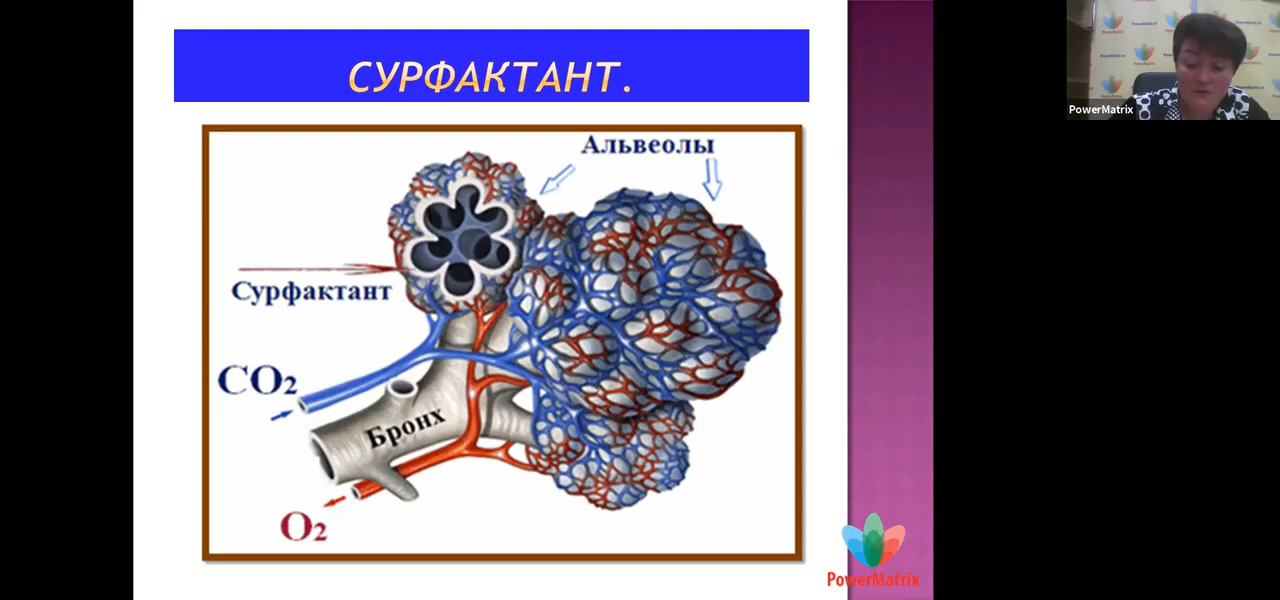 СУРФАКТАНТ.
Альвеолы
Сурфактант
CO₂
Бронх
O₂
PowerMatrix
PowerMatrix